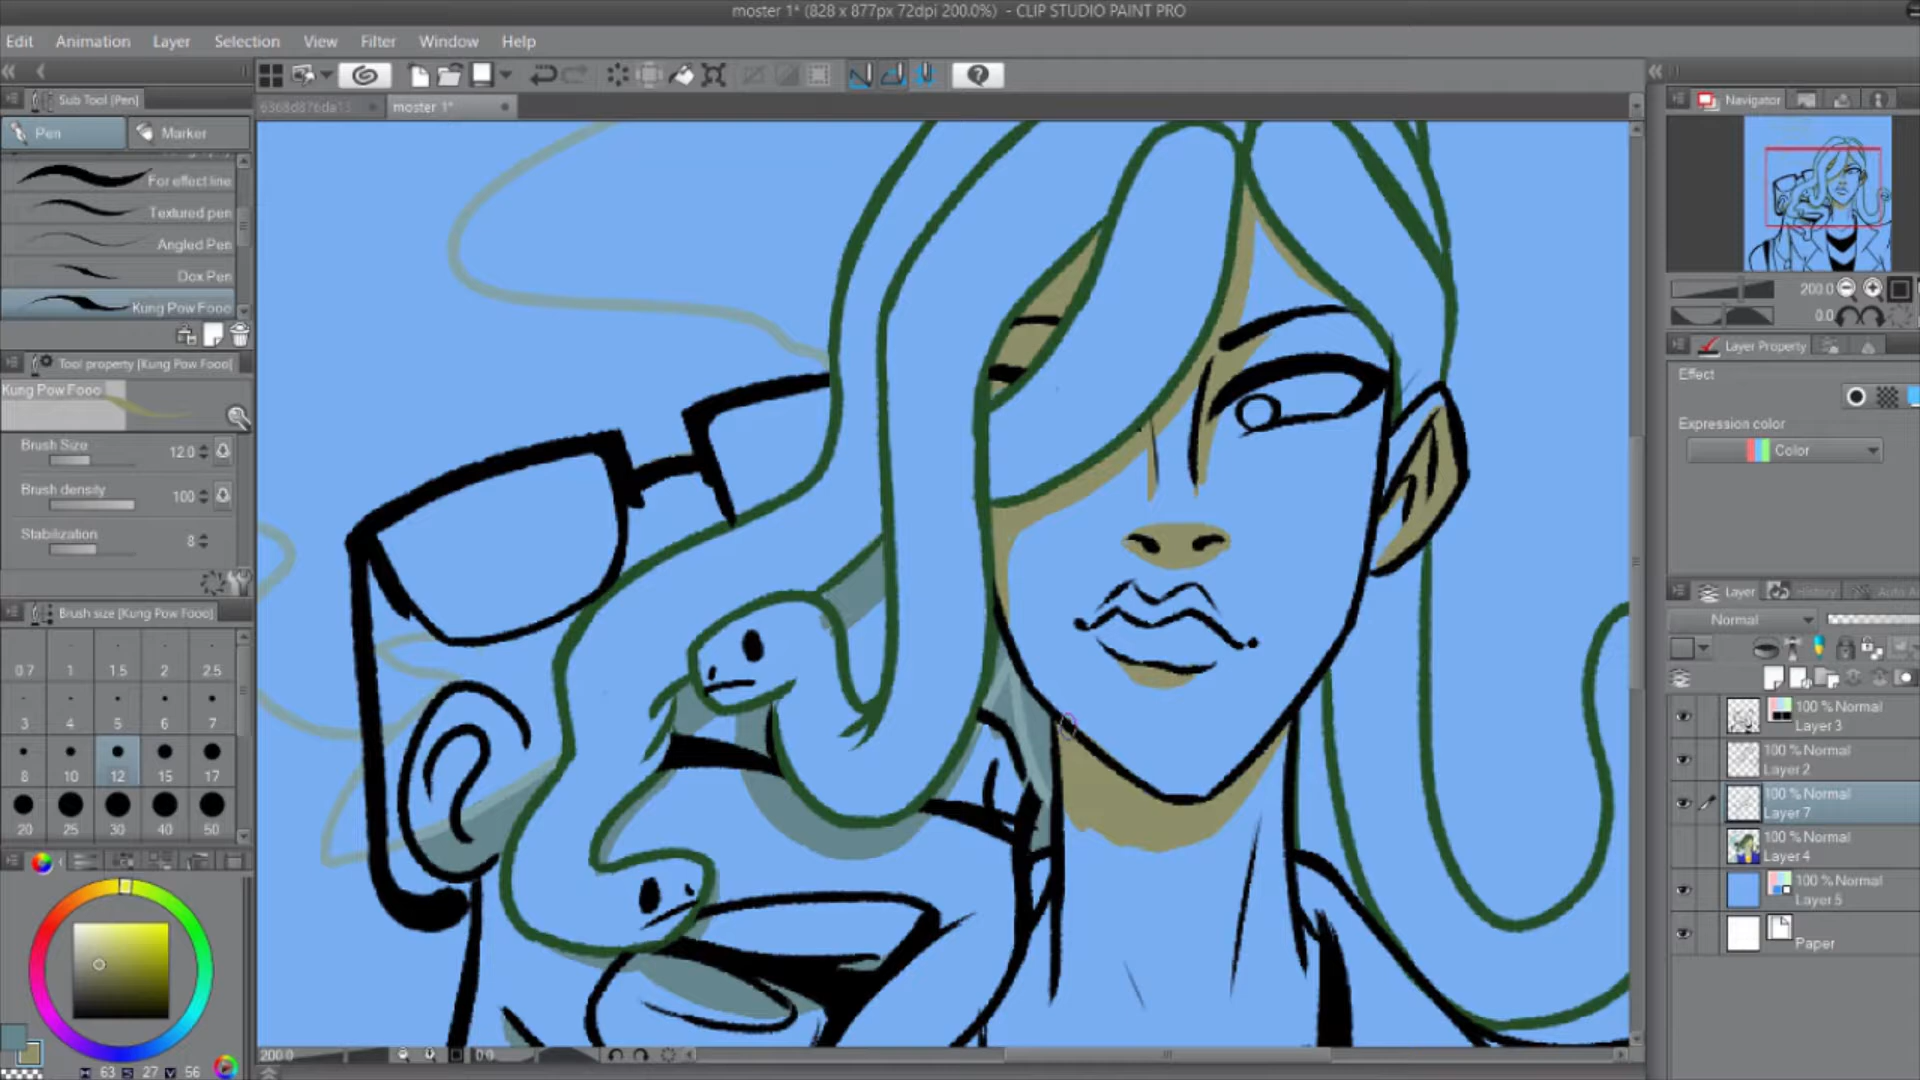 moster 1* (828 x 877px 72dpi 200.0%) - CLIP STUDIO PAINT PRO
Edit Animation Layer Selection View Filter Window Help
Sub Tool [Pen]
6368d876da13
moster 1*
Navigator
Pen
Marker
For effect line
Textured pen
Angled Pen
Dox Pen
Kung Pow Fooo
200.0
0.0
Tool property [Kung Pow Fooo]
Layer Property
Kung Pow Fooo
Effect
Expression color
Color
Brush Size 12.0
Brush density 100
Stabilization 8
Brush size [Kung Pow Fooo]
Layer
History
Normal
0.7 1 1.5 2 2.5
3 4 5 6 7
8 10 12 15 17
20 25 30 40 50
100 % Normal
Layer 3
100 % Normal
Layer 2
100 % Normal
Layer 7
100 % Normal
Layer 4
100 % Normal
Layer 5
Paper
200.0
0.0
H 63 S 27 V 56